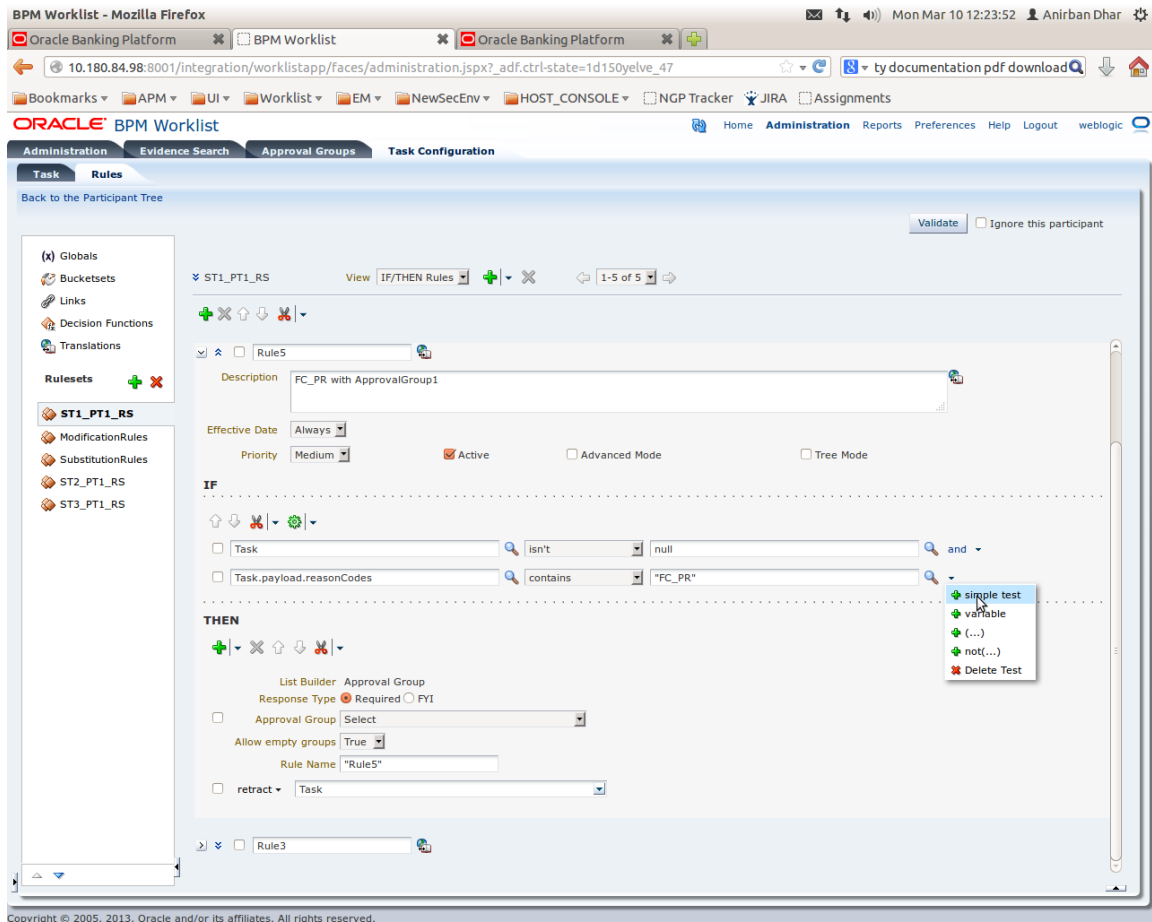 BPM Worklist - Mozilla Firefox
Mon Mar 10 12:23:52 Anirban Dhar
Oracle Banking Platform
BPM Worklist
Oracle Banking Platform
10.180.84.98:8001/integration/worklistapp/faces/administration.jspx?_adf.ctrl-state=1d150yelve_47
ty documentation pdf download
Bookmarks APM UI Worklist EM NewSecEnv HOST_CONSOLE NGP Tracker JIRA Assignments
ORACLE BPM Worklist
Home Administration Reports Preferences Help Logout weblogic
Administration Evidence Search Approval Groups Task Configuration
Task Rules
Back to the Participant Tree
Validate Ignore this participant
(x) Globals
Bucketsets
Links
Decision Functions
Translations
Rulesets
ST1_PT1_RS
ModificationRules
SubstitutionRules
ST2_PT1_RS
ST3_PT1_RS
ST1_PT1_RS View IF/THEN Rules 1-5 of 5
Rule5
Description FC_PR with ApprovalGroup1
Effective Date Always
Priority Medium Active Advanced Mode Tree Mode
IF
Task isn't null and
Task.payload.reasonCodes contains "FC_PR"
simple test
variable
(...)
not(...)
Delete Test
THEN
List Builder Approval Group
Response Type Required FYI
Approval Group Select
Allow empty groups True
Rule Name "Rule5"
retract Task
Rule3
Copyright © 2005, 2013, Oracle and/or its affiliates. All rights reserved.